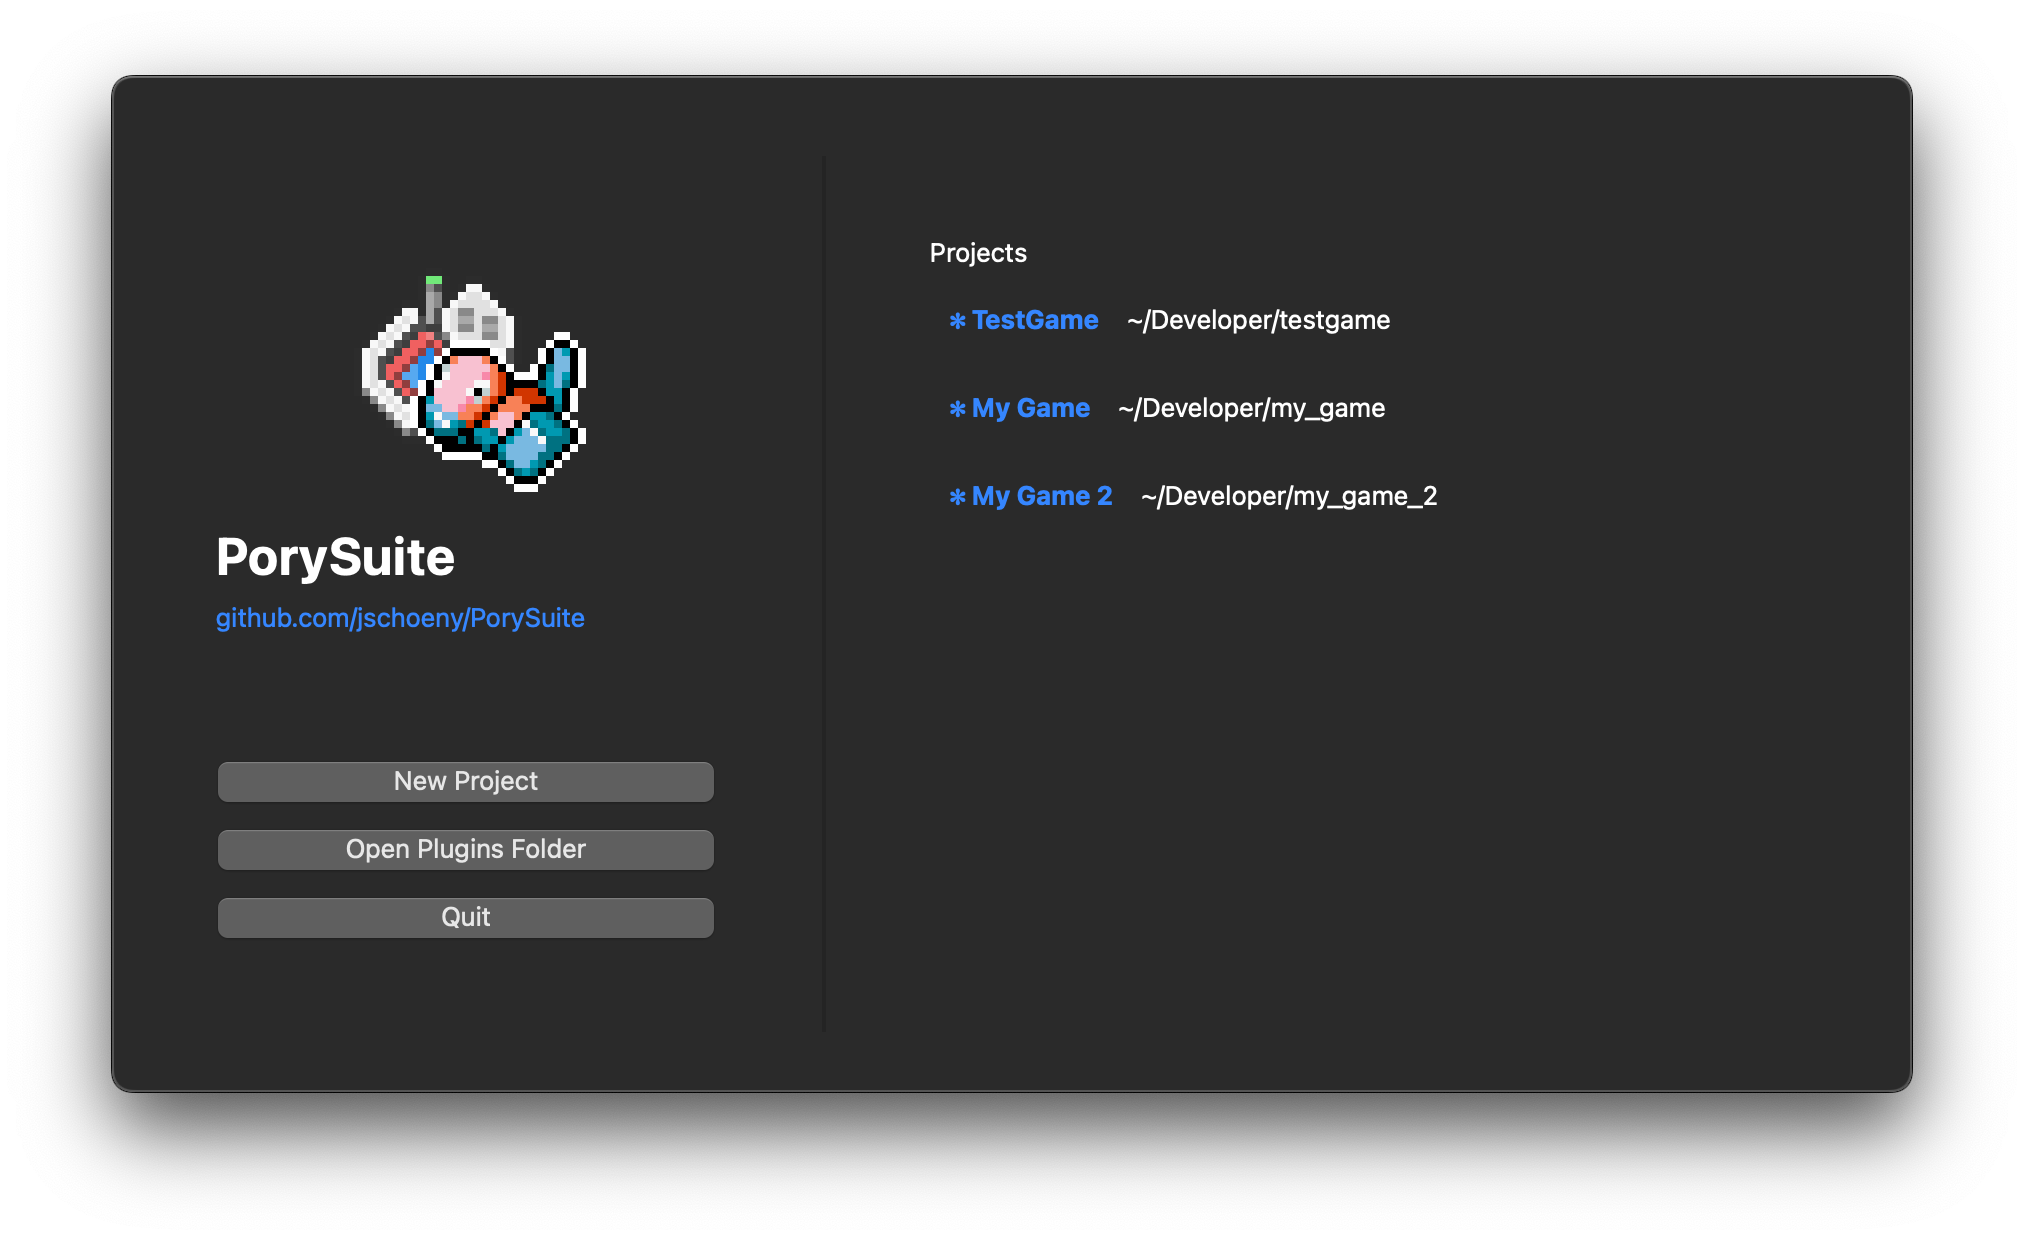 PorySuite
github.com/jschoeny/PorySuite
New Project
Open Plugins Folder
Quit
Projects
✻ TestGame ~/Developer/testgame
✻ My Game ~/Developer/my_game
✻ My Game 2 ~/Developer/my_game_2